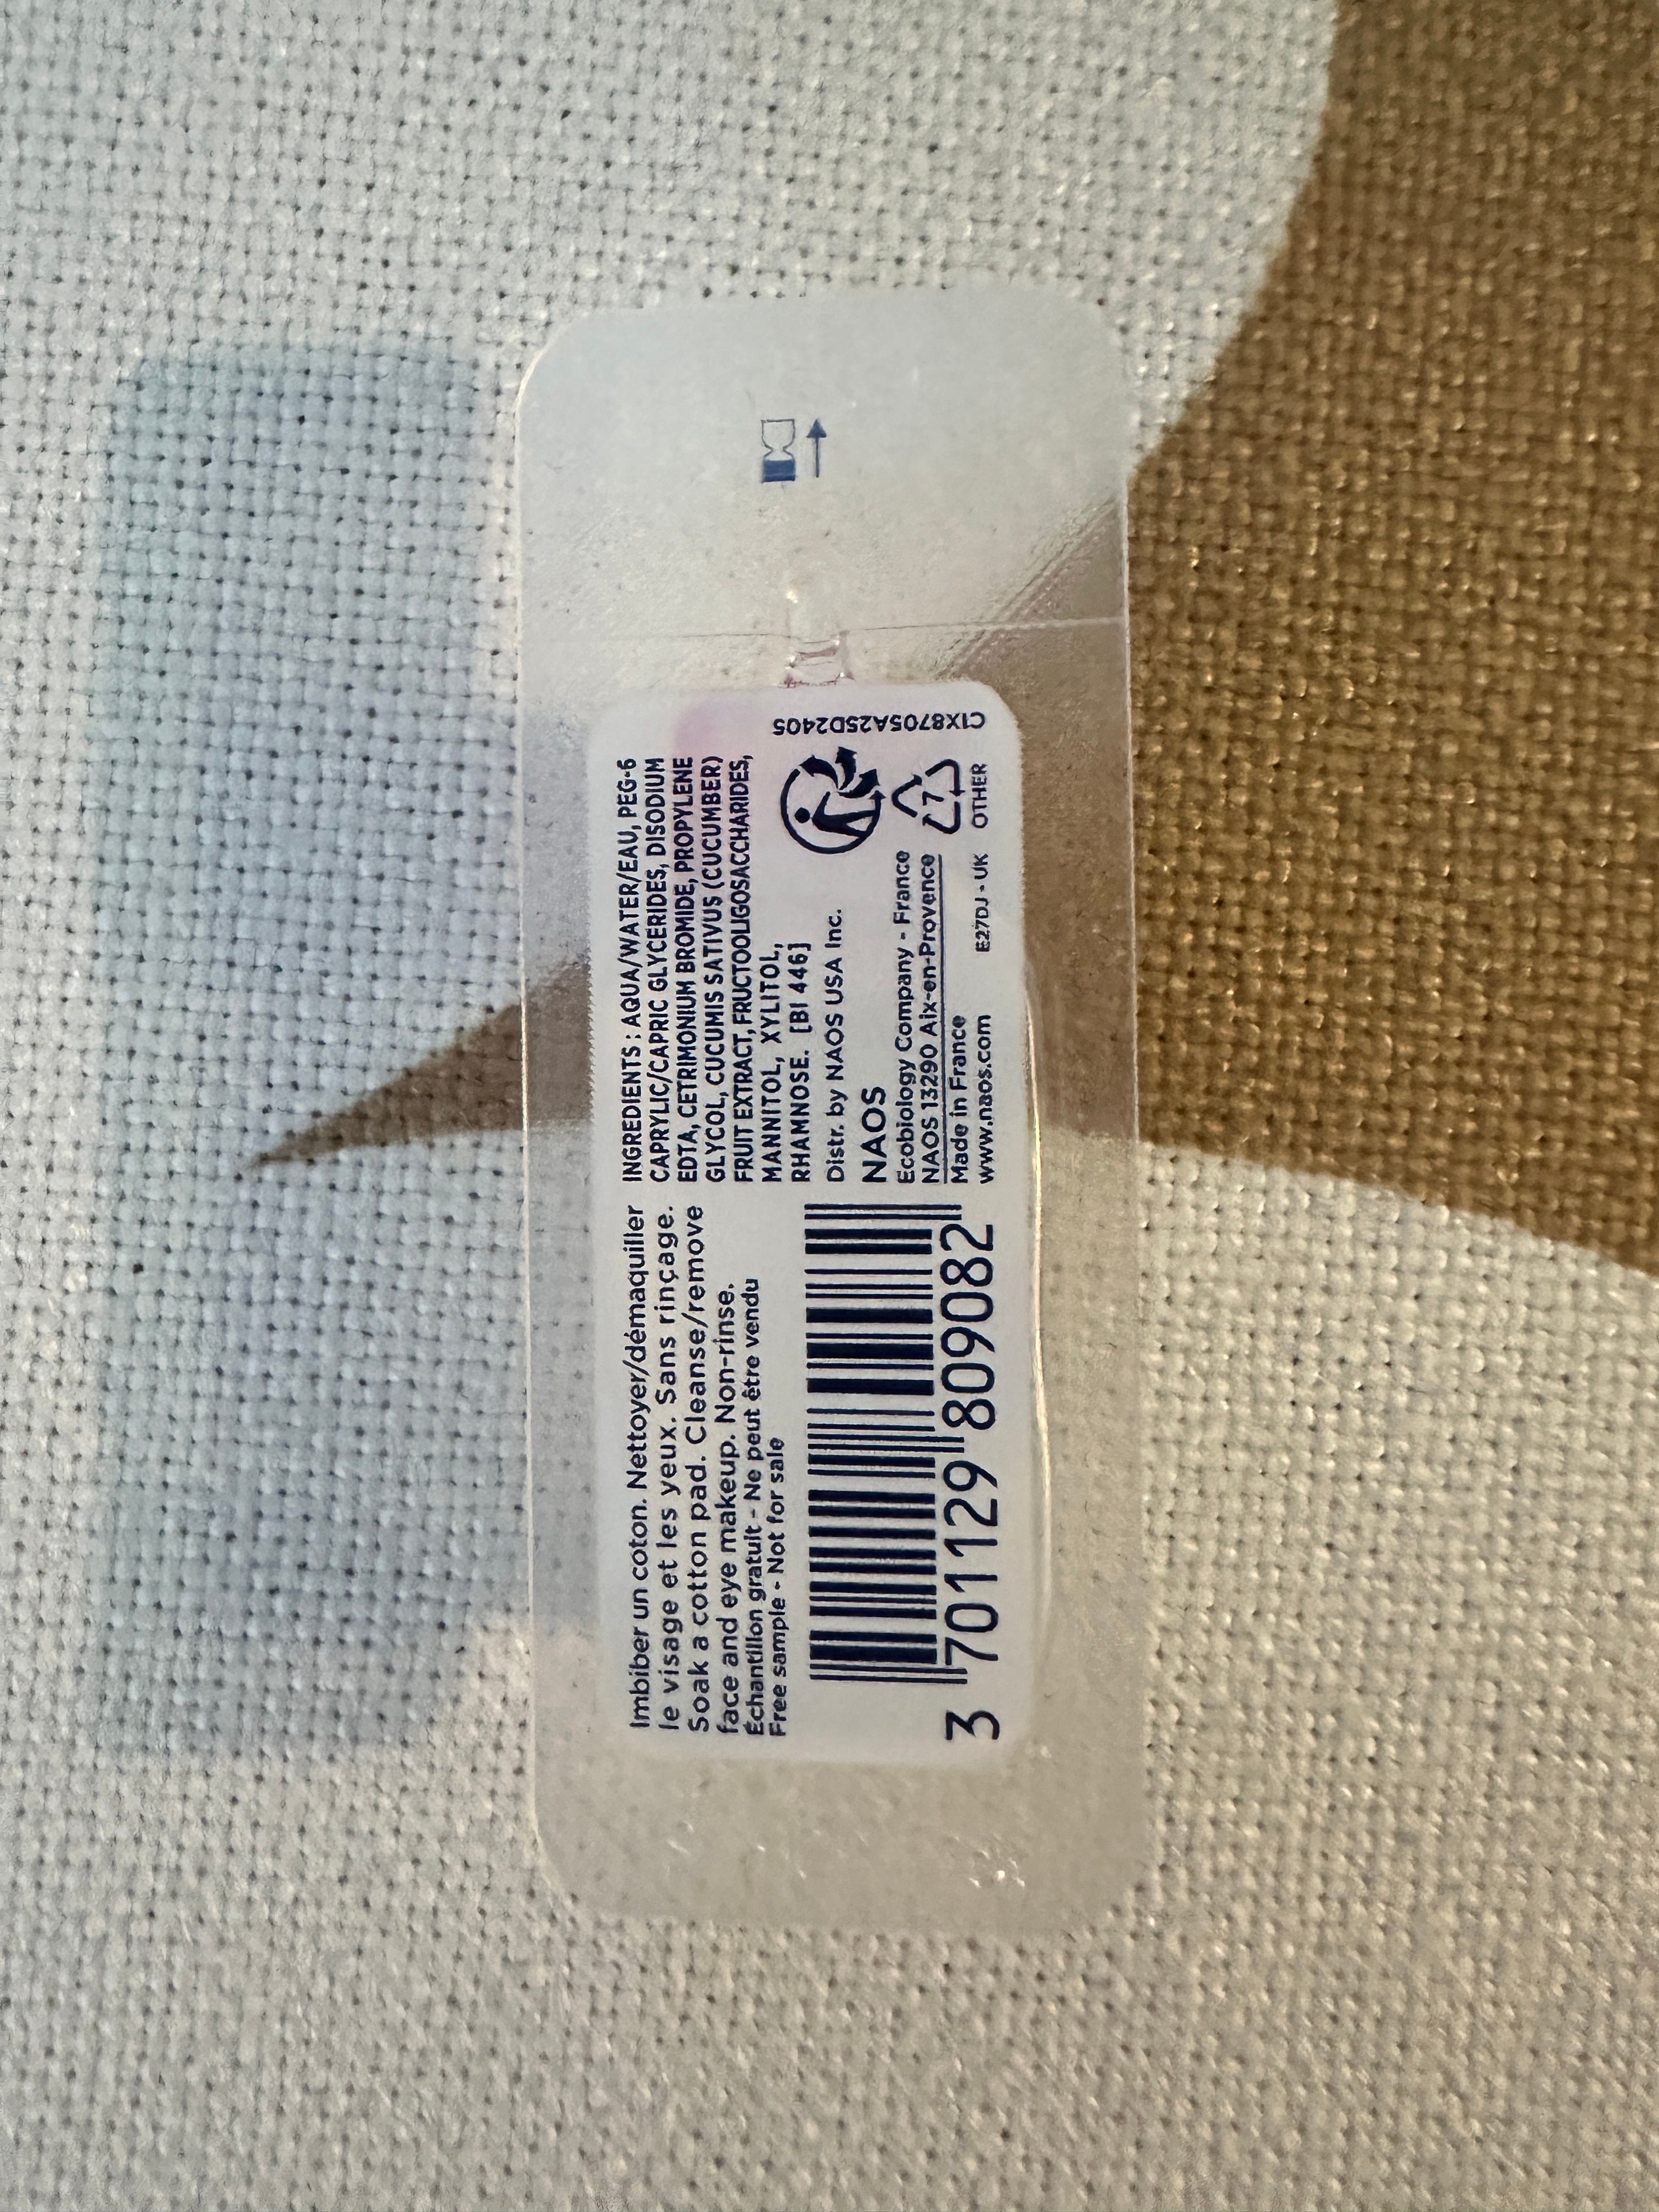 Imbiber un coton. Nettoyer/démaquiller
le visage et les yeux. Sans rinçage.
Soak a cotton pad. Cleanse/remove
face and eye makeup. Non-rinse.
Échantillon gratuit - Ne peut être vendu
Free sample - Not for sale
3 701129 809082
INGREDIENTS : AQUA/WATER/EAU, PEG-6
CAPRYLIC/CAPRIC GLYCERIDES, DISODIUM
EDTA, CETRIMONIUM BROMIDE, PROPYLENE
GLYCOL, CUCUMIS SATIVUS (CUCUMBER)
FRUIT EXTRACT, FRUCTOOLIGOSACCHARIDES,
MANNITOL, XYLITOL,
RHAMNOSE. [BI 446]
Distr. by NAOS USA Inc.
NAOS
Ecobiology Company - France
NAOS 13290 Aix-en-Provence
Made in France
www.naos.com
E27DJ - UK
7
OTHER
C1X8705A25D2405